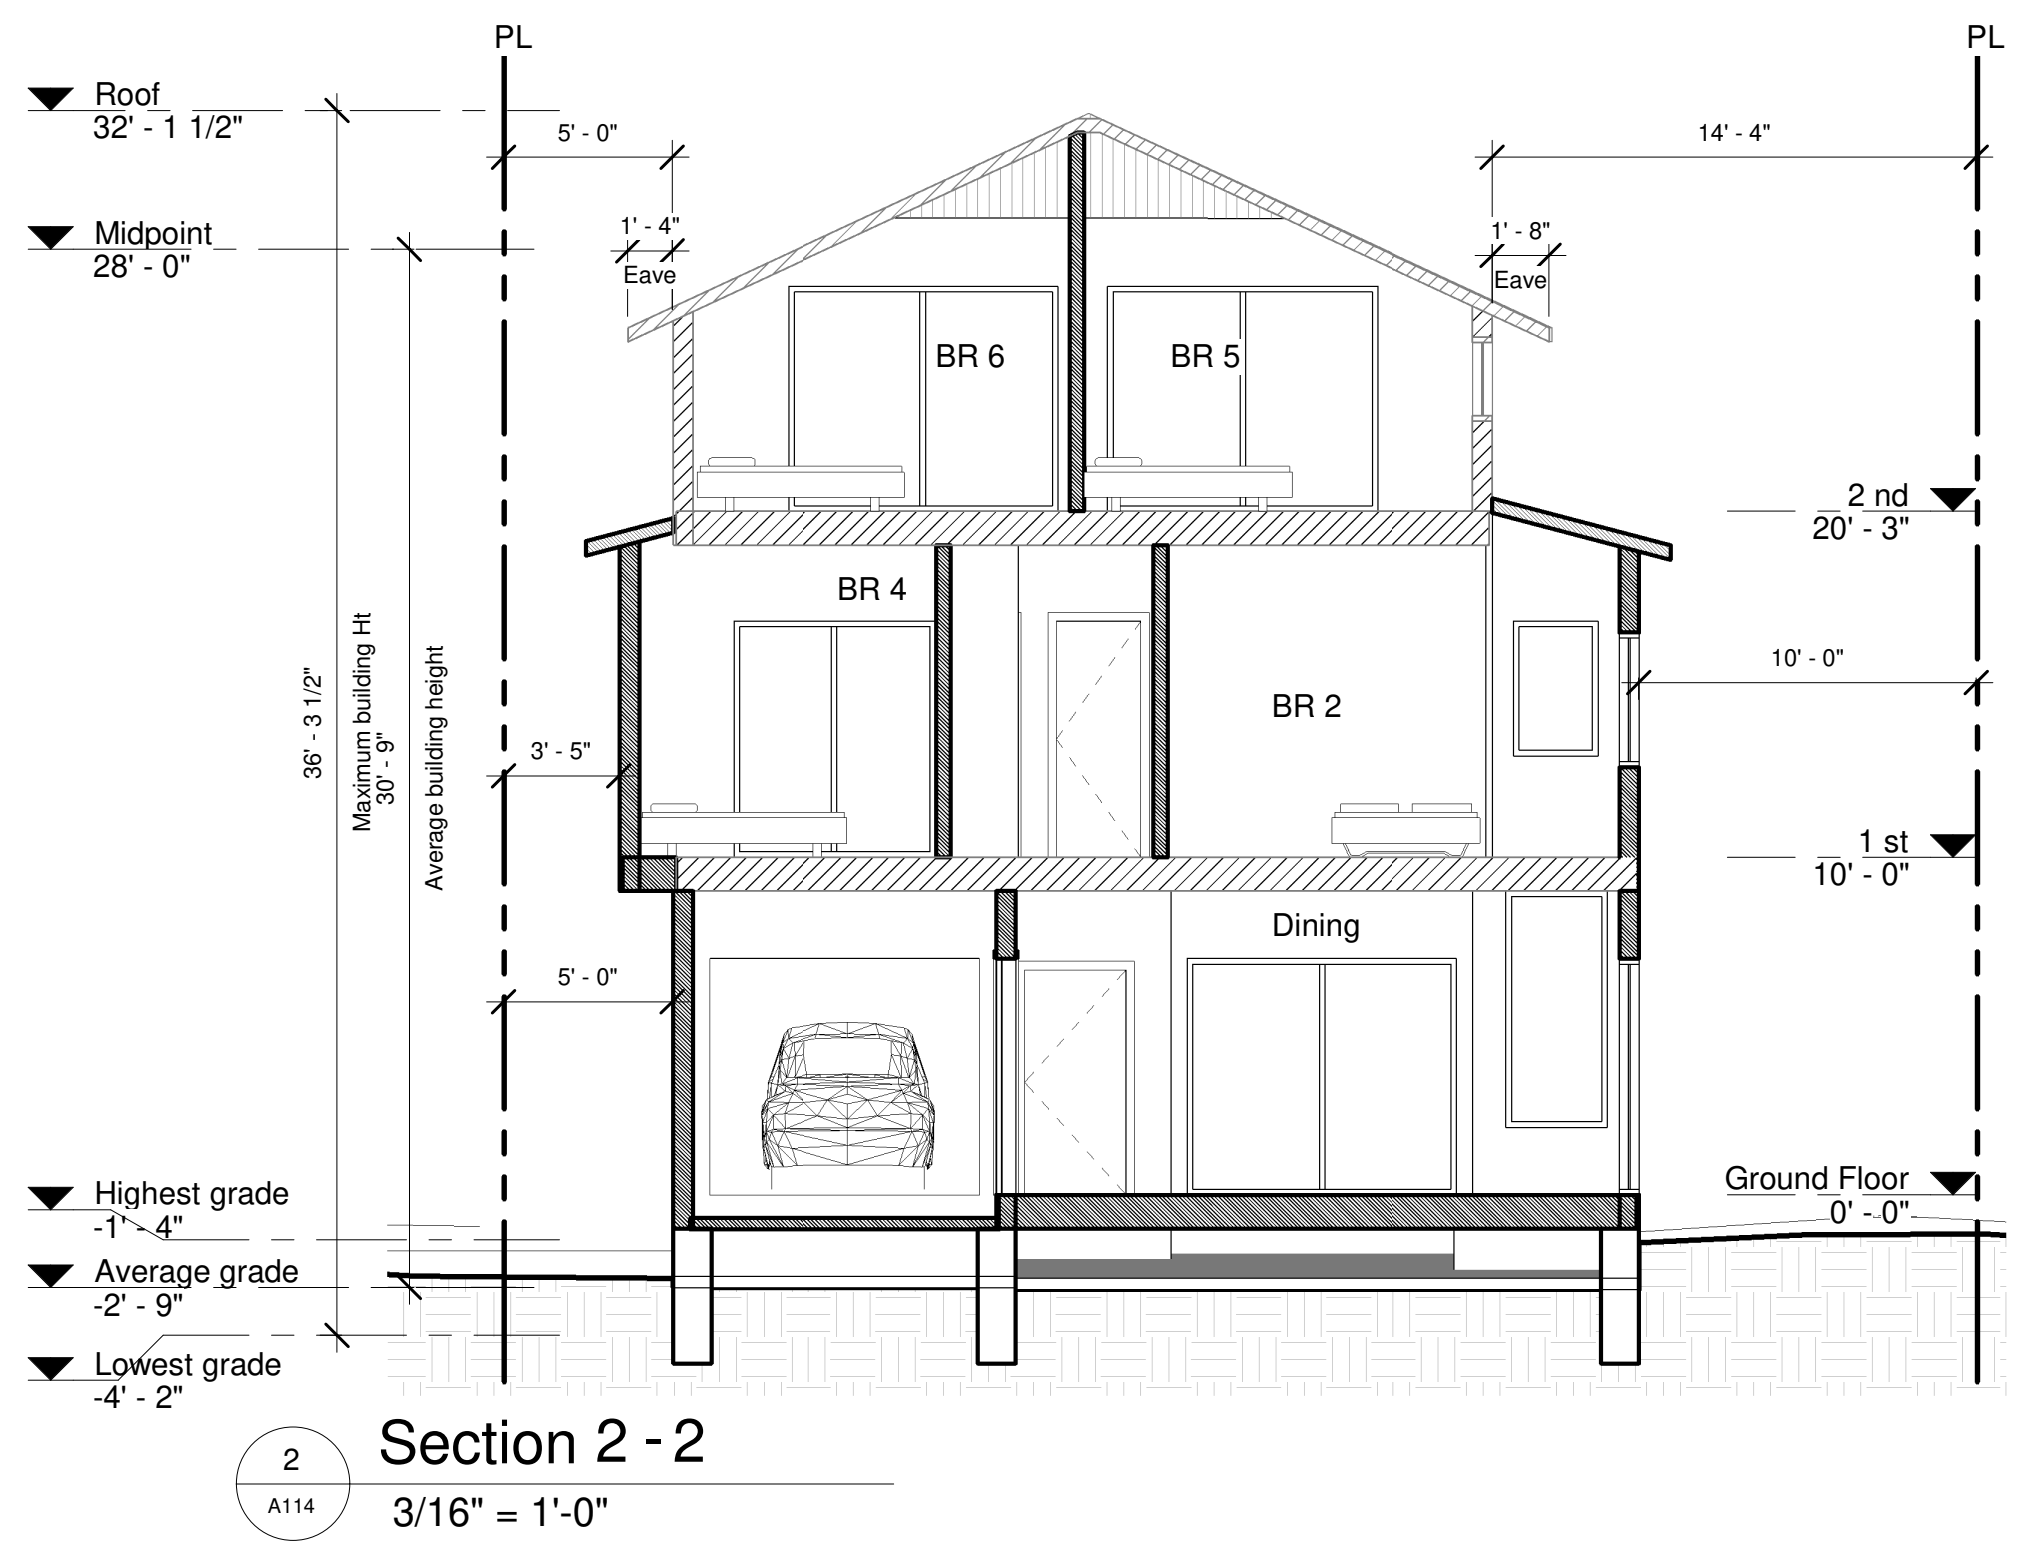 PL
PL
Roof
32' - 1 1/2"
5' - 0"
14' - 4"
Midpoint
28' - 0"
1' - 4"
Eave
1' - 8"
Eave
BR 6
BR 5
2 nd
20' - 3"
BR 4
BR 2
10' - 0"
36' - 3 1/2"
Maximum building Ht
30' - 9"
Average building height
3' - 5"
1 st
10' - 0"
Dining
5' - 0"
Highest grade
-1' - 4"
Ground Floor
0' - 0"
Average grade
-2' - 9"
Lowest grade
-4' - 2"
2
A114
Section 2 - 2
3/16" = 1'-0"